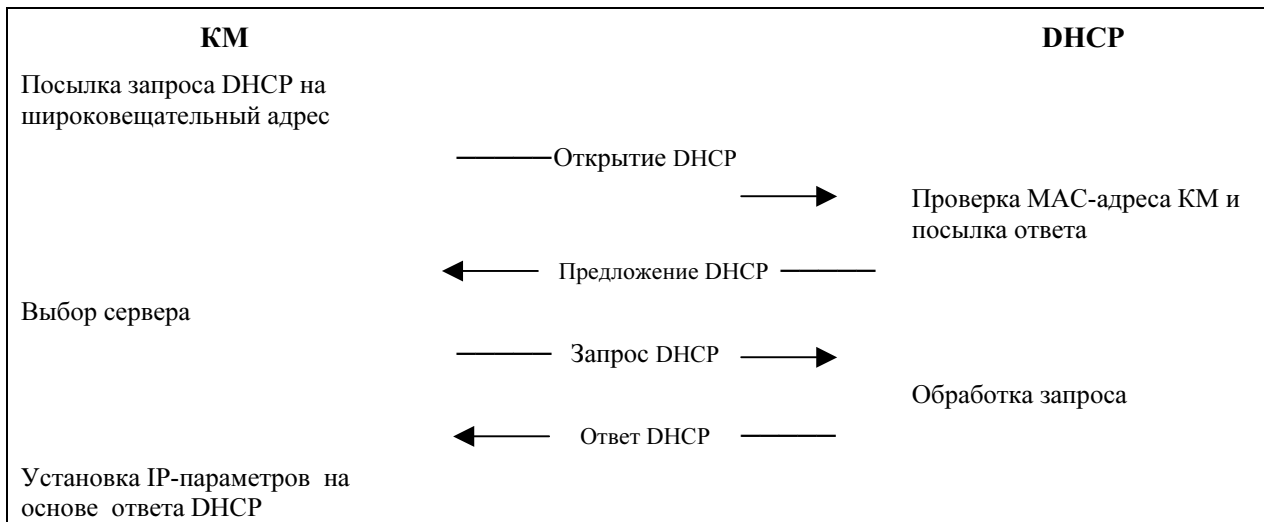 КМ
DHCP
Посылка запроса DHCP на
широковещательный адрес
Открытие DHCP
Проверка MAC-адреса КМ и
посылка ответа
Предложение DHCP
Выбор сервера
Запрос DHCP
Обработка запроса
Ответ DHCP
Установка IP-параметров на
основе ответа DHCP